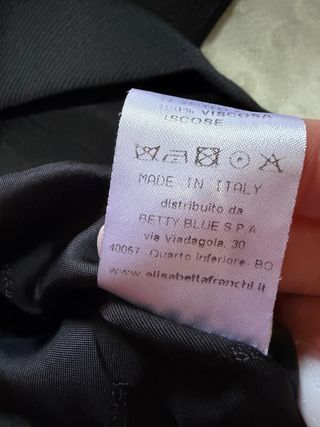 100% VISCOSA
ISCOSE
MADE IN ITALY
distribuito da
BETTY BLUE S.P.A
via Viadagola, 30
40057 Quarto Inferiore- BO
www.elisabettafranchi.it